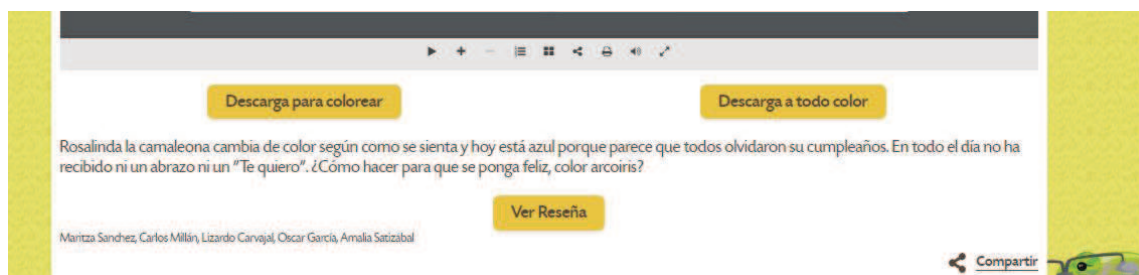 Descarga para colorear
Descarga a todo color
Rosalinda la camaleona cambia de color según como se sienta y hoy está azul porque parece que todos olvidaron su cumpleaños. En todo el día no ha
recibido ni un abrazo ni un "Te quiero". ¿Cómo hacer para que se ponga feliz, color arcoiris?
Ver Reseña
Maritza Sanchez, Carlos Millán, Lizardo Carvajal, Oscar García, Amalia Satizábal
Compartir